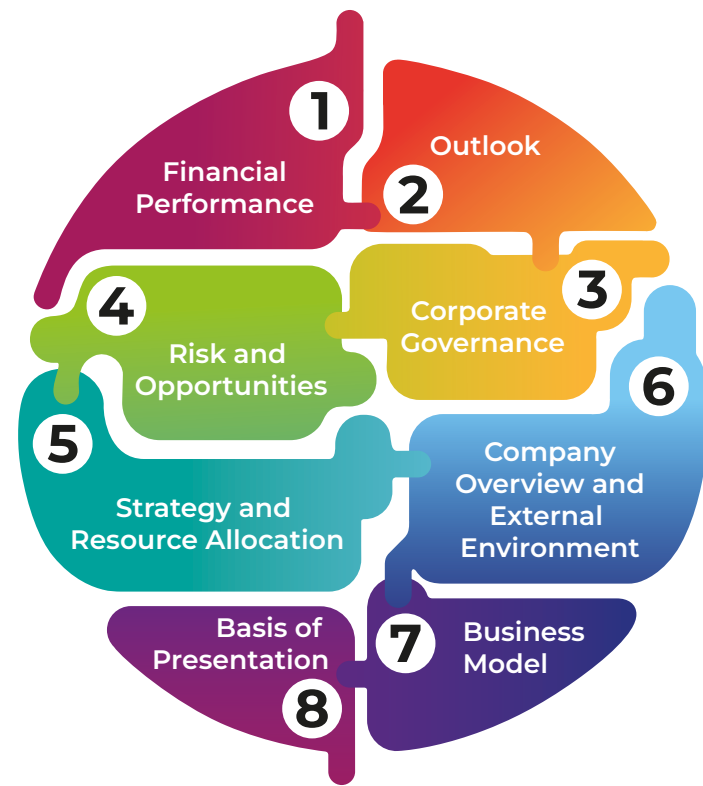 1
Financial
Performance
2
Outlook
3
Corporate
Governance
4
Risk and
Opportunities
5
Strategy and
Resource Allocation
6
Company
Overview and
External
Environment
7
Business
Model
8
Basis of
Presentation